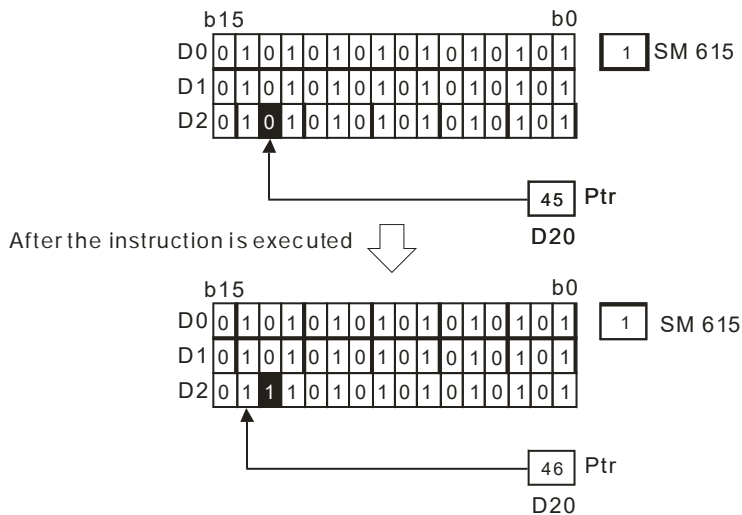 b15 b0
D0 0 1 0 1 0 1 0 1 0 1 0 1 0 1 0 1 1 SM 615
D1 0 1 0 1 0 1 0 1 0 1 0 1 0 1 0 1
D2 0 1 0 1 0 1 0 1 0 1 0 1 0 1 0 1
45 Ptr
D20
After the instruction is executed
b15 b0
D0 0 1 0 1 0 1 0 1 0 1 0 1 0 1 0 1 1 SM 615
D1 0 1 0 1 0 1 0 1 0 1 0 1 0 1 0 1
D2 0 1 1 1 0 1 0 1 0 1 0 1 0 1 0 1
46 Ptr
D20